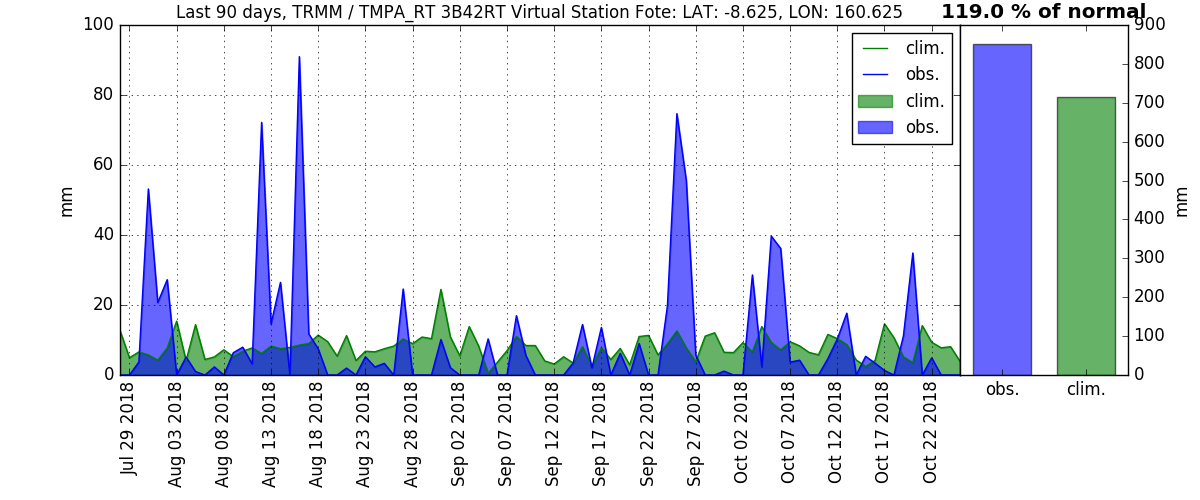 Last 90 days, TRMM / TMPA_RT 3B42RT Virtual Station Fote: LAT: -8.625, LON: 160.625
119.0 % of normal
100
80
60
40
20
0
mm
clim.
obs.
clim.
obs.
900
800
700
600
500
400
300
200
100
0
mm
obs.
clim.
Jul 29 2018
Aug 03 2018
Aug 08 2018
Aug 13 2018
Aug 18 2018
Aug 23 2018
Aug 28 2018
Sep 02 2018
Sep 07 2018
Sep 12 2018
Sep 17 2018
Sep 22 2018
Sep 27 2018
Oct 02 2018
Oct 07 2018
Oct 12 2018
Oct 17 2018
Oct 22 2018